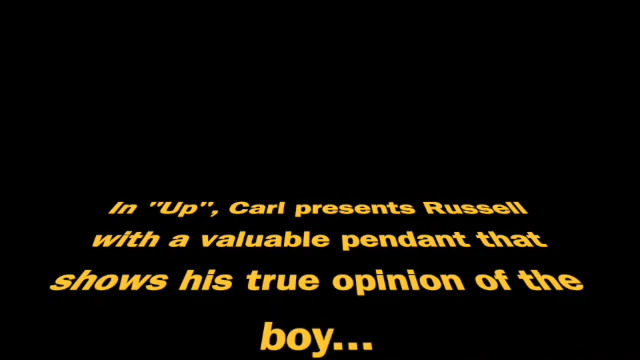 In "Up", Carl presents Russell
with a valuable pendant that
shows his true opinion of the
boy...